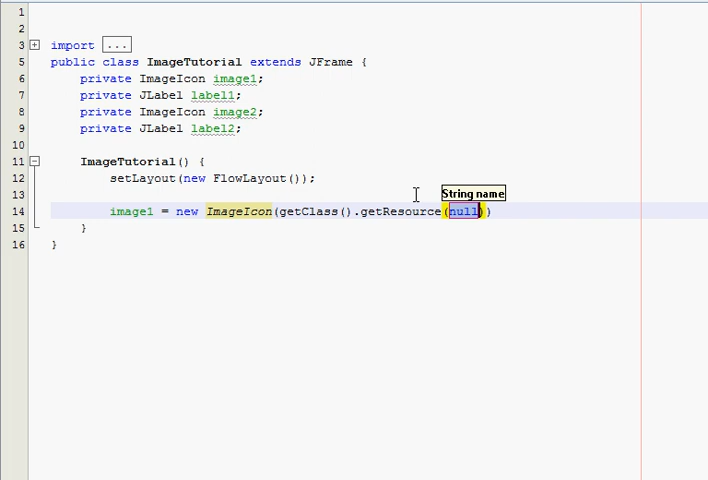 1
2
3 import ...
5 public class ImageTutorial extends JFrame {
6 private ImageIcon image1;
7 private JLabel label1;
8 private ImageIcon image2;
9 private JLabel label2;
10
11 ImageTutorial() {
12 setLayout(new FlowLayout());
13 String name
14 image1 = new ImageIcon(getClass().getResource(null))
15 }
16 }